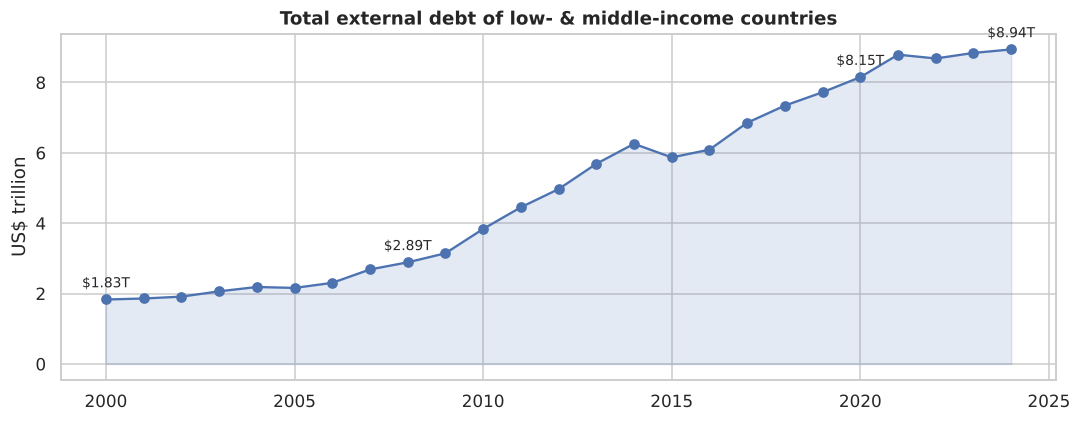 Total external debt of low- & middle-income countries
US$ trillion
8
6
4
2
0
$1.83T
$2.89T
$8.15T
$8.94T
2000 2005 2010 2015 2020 2025